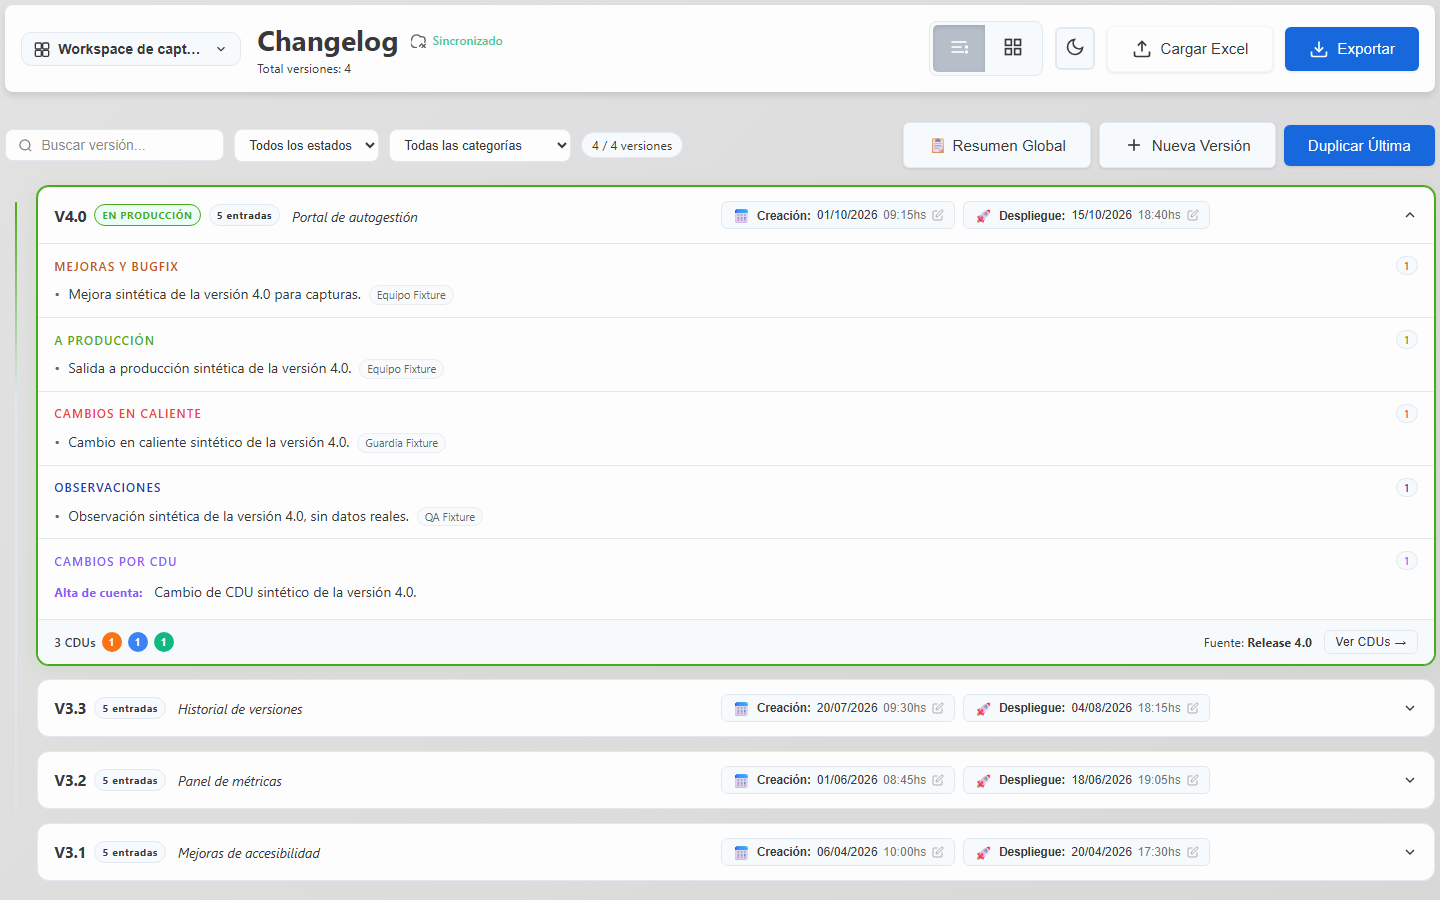 Workspace de capt...
Changelog
Sincronizado
Total versiones: 4
Cargar Excel
Exportar
Buscar versión...
Todos los estados
Todas las categorías
4 / 4 versiones
Resumen Global
Nueva Versión
Duplicar Última
V4.0 EN PRODUCCIÓN 5 entradas Portal de autogestión Creación: 01/10/2026 09:15hs Despliegue: 15/10/2026 18:40hs
MEJORAS Y BUGFIX 1
• Mejora sintética de la versión 4.0 para capturas. Equipo Fixture
A PRODUCCIÓN 1
• Salida a producción sintética de la versión 4.0. Equipo Fixture
CAMBIOS EN CALIENTE 1
• Cambio en caliente sintético de la versión 4.0. Guardia Fixture
OBSERVACIONES 1
• Observación sintética de la versión 4.0, sin datos reales. QA Fixture
CAMBIOS POR CDU 1
Alta de cuenta: Cambio de CDU sintético de la versión 4.0.
3 CDUs 1 1 1 Fuente: Release 4.0 Ver CDUs →
V3.3 5 entradas Historial de versiones Creación: 20/07/2026 09:30hs Despliegue: 04/08/2026 18:15hs
V3.2 5 entradas Panel de métricas Creación: 01/06/2026 08:45hs Despliegue: 18/06/2026 19:05hs
V3.1 5 entradas Mejoras de accesibilidad Creación: 06/04/2026 10:00hs Despliegue: 20/04/2026 17:30hs